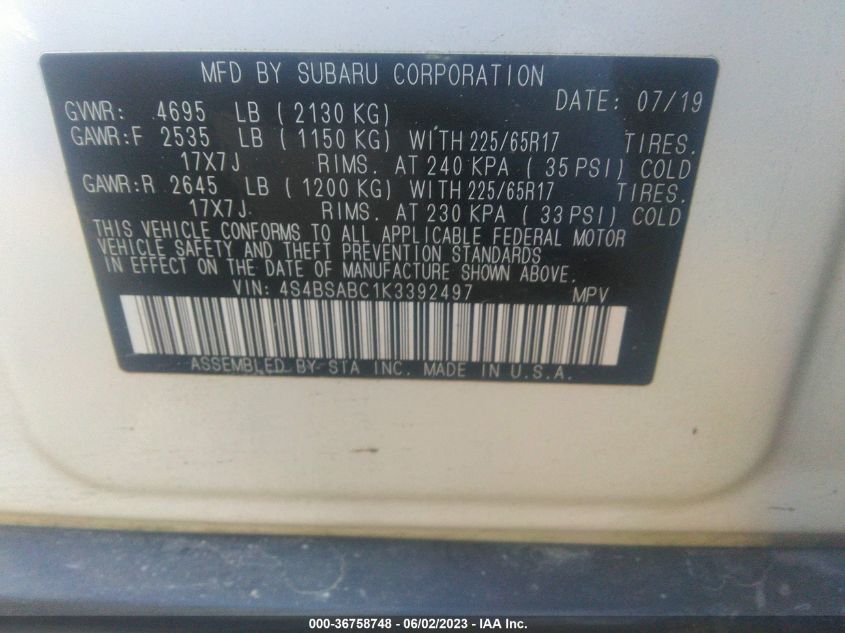 MFD BY SUBARU CORPORATION
DATE: 07/19
GVWR: 4695 LB ( 2130 KG)
GAWR:F 2535 LB ( 1150 KG) WITH 225/65R17 TIRES.
17X7J RIMS. AT 240 KPA ( 35 PSI) COLD
GAWR:R 2645 LB ( 1200 KG) WITH 225/65R17 TIRES.
17X7J RIMS. AT 230 KPA ( 33 PSI) COLD
THIS VEHICLE CONFORMS TO ALL APPLICABLE FEDERAL MOTOR
VEHICLE SAFETY AND THEFT PREVENTION STANDARDS
IN EFFECT ON THE DATE OF MANUFACTURE SHOWN ABOVE.
VIN: 4S4BSABC1K3392497 MPV
ASSEMBLED BY STA INC. MADE IN U.S.A.
000-36758748 - 06/02/2023 - IAA Inc.